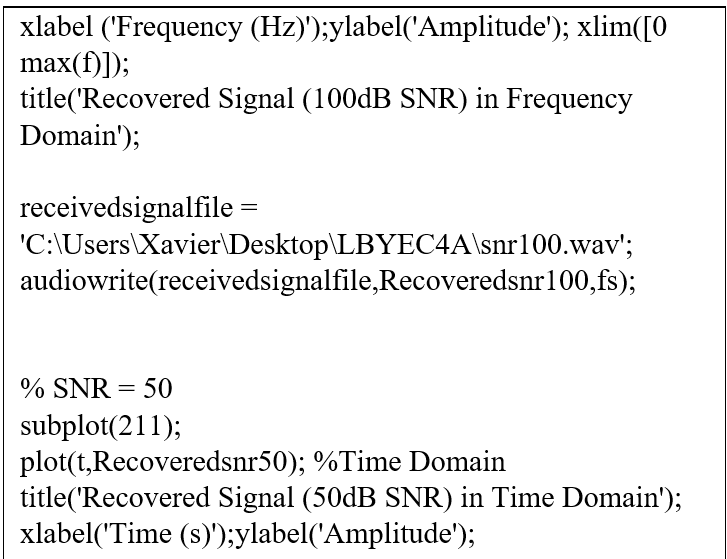 xlabel ('Frequency (Hz)');ylabel('Amplitude'); xlim([0
max(f)]);
title('Recovered Signal (100dB SNR) in Frequency
Domain');
receivedsignalfile =
'C:\Users\Xavier\Desktop\LBYEC4A\snr100.wav';
audiowrite(receivedsignalfile,Recoveredsnr100,fs);
% SNR = 50
subplot(211);
plot(t,Recoveredsnr50); %Time Domain
title('Recovered Signal (50dB SNR) in Time Domain');
xlabel('Time (s)');ylabel('Amplitude');